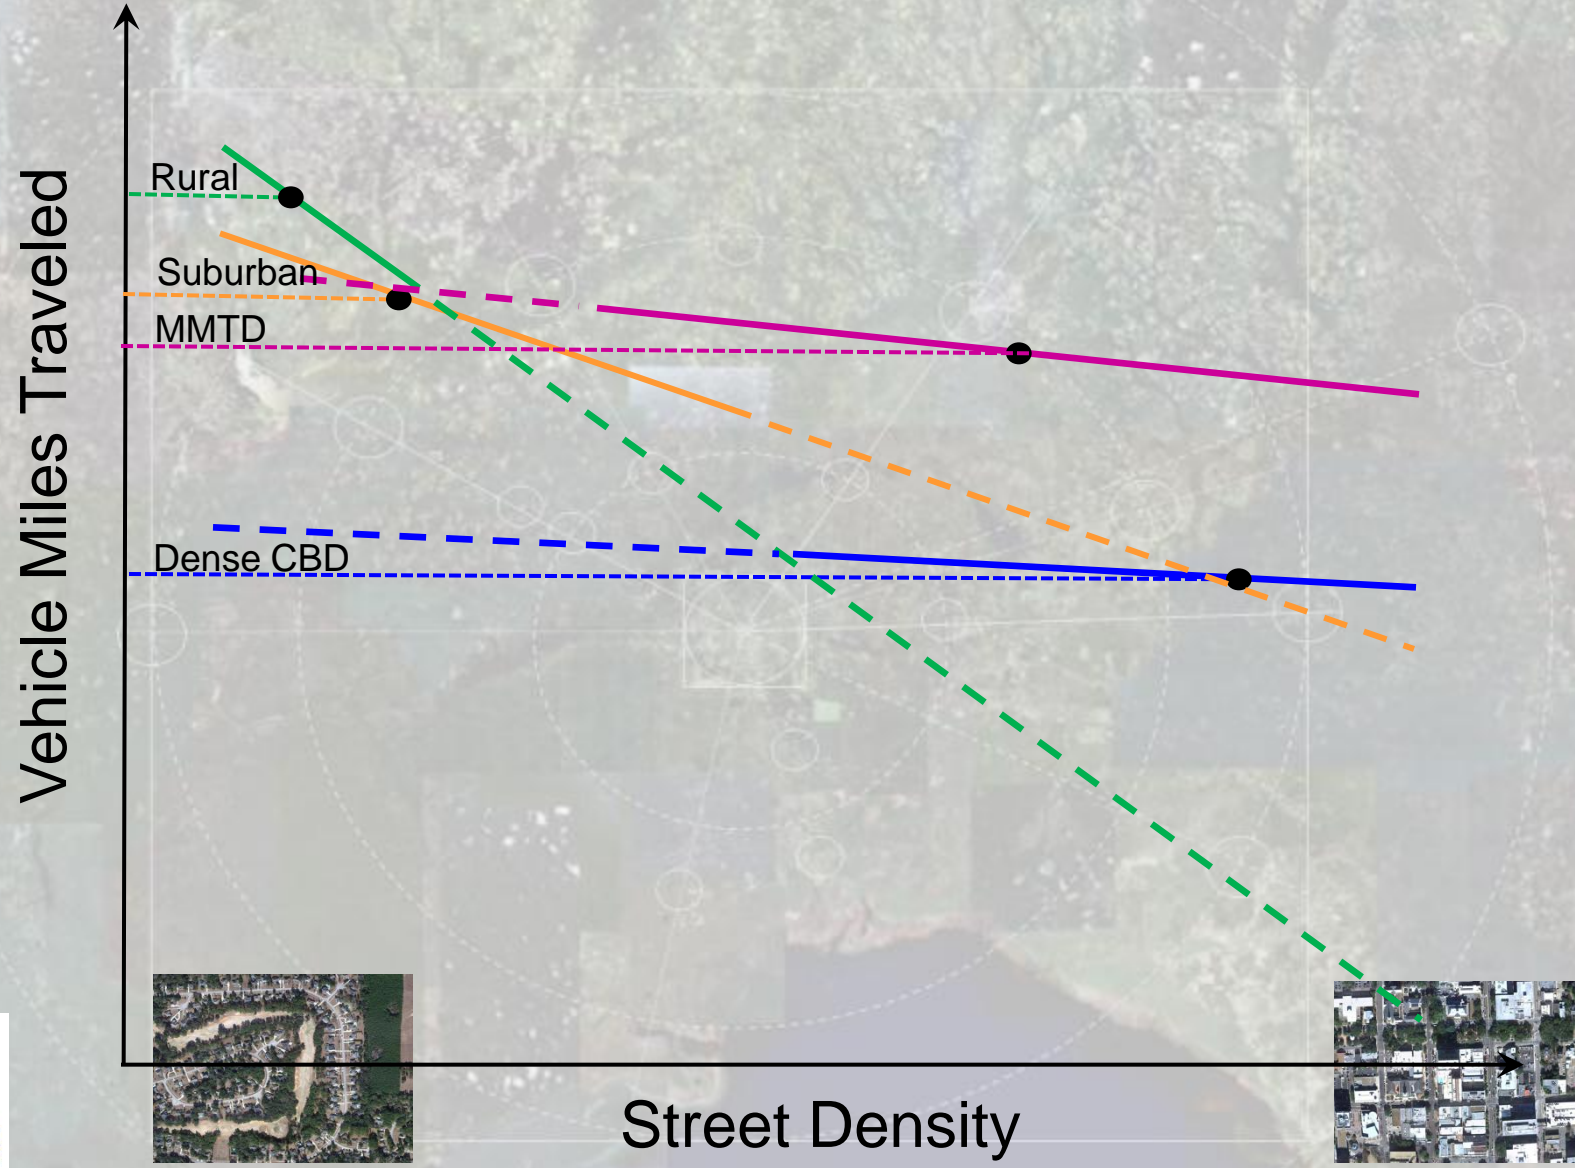 Vehicle Miles Traveled
Rural
Suburban
MMTD
Dense CBD
Street Density